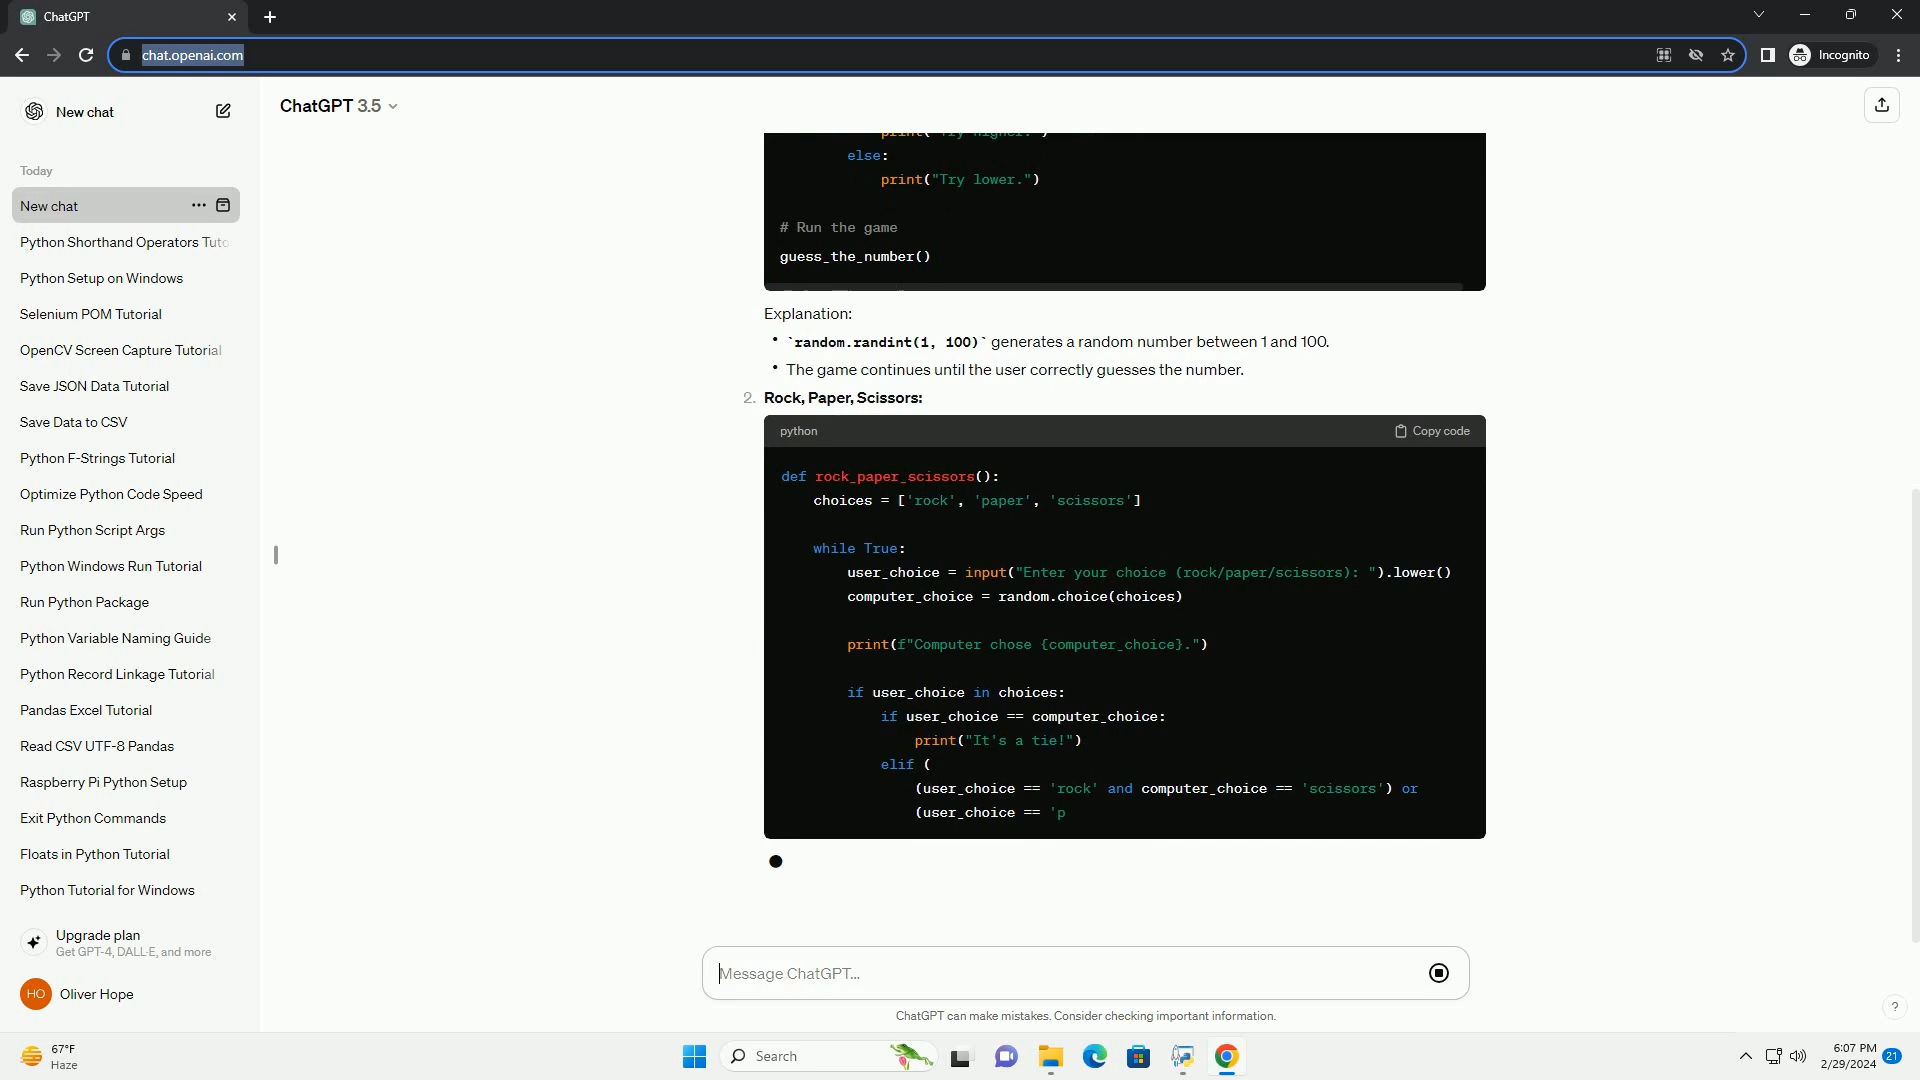 ChatGPT
chat.openai.com
Incognito
New chat
ChatGPT 3.5
Today
New chat
Python Shorthand Operators Tuto
Python Setup on Windows
Selenium POM Tutorial
OpenCV Screen Capture Tutorial
Save JSON Data Tutorial
Save Data to CSV
Python F-Strings Tutorial
Optimize Python Code Speed
Run Python Script Args
Python Windows Run Tutorial
Run Python Package
Python Variable Naming Guide
Python Record Linkage Tutorial
Pandas Excel Tutorial
Read CSV UTF-8 Pandas
Raspberry Pi Python Setup
Exit Python Commands
Floats in Python Tutorial
Python Tutorial for Windows
Upgrade plan
Get GPT-4, DALL·E, and more
HO Oliver Hope
print("Try higher.")
else:
print("Try lower.")
# Run the game
guess_the_number()
Explanation:
• `random.randint(1, 100)` generates a random number between 1 and 100.
• The game continues until the user correctly guesses the number.
2. Rock, Paper, Scissors:
python
Copy code
def rock_paper_scissors():
choices = ['rock', 'paper', 'scissors']
while True:
user_choice = input("Enter your choice (rock/paper/scissors): ").lower()
computer_choice = random.choice(choices)
print(f"Computer chose {computer_choice}.")
if user_choice in choices:
if user_choice == computer_choice:
print("It's a tie!")
elif (
(user_choice == 'rock' and computer_choice == 'scissors') or
(user_choice == 'p
Message ChatGPT...
ChatGPT can make mistakes. Consider checking important information.
?
67°F
Haze
Search
6:07 PM
2/29/2024
21